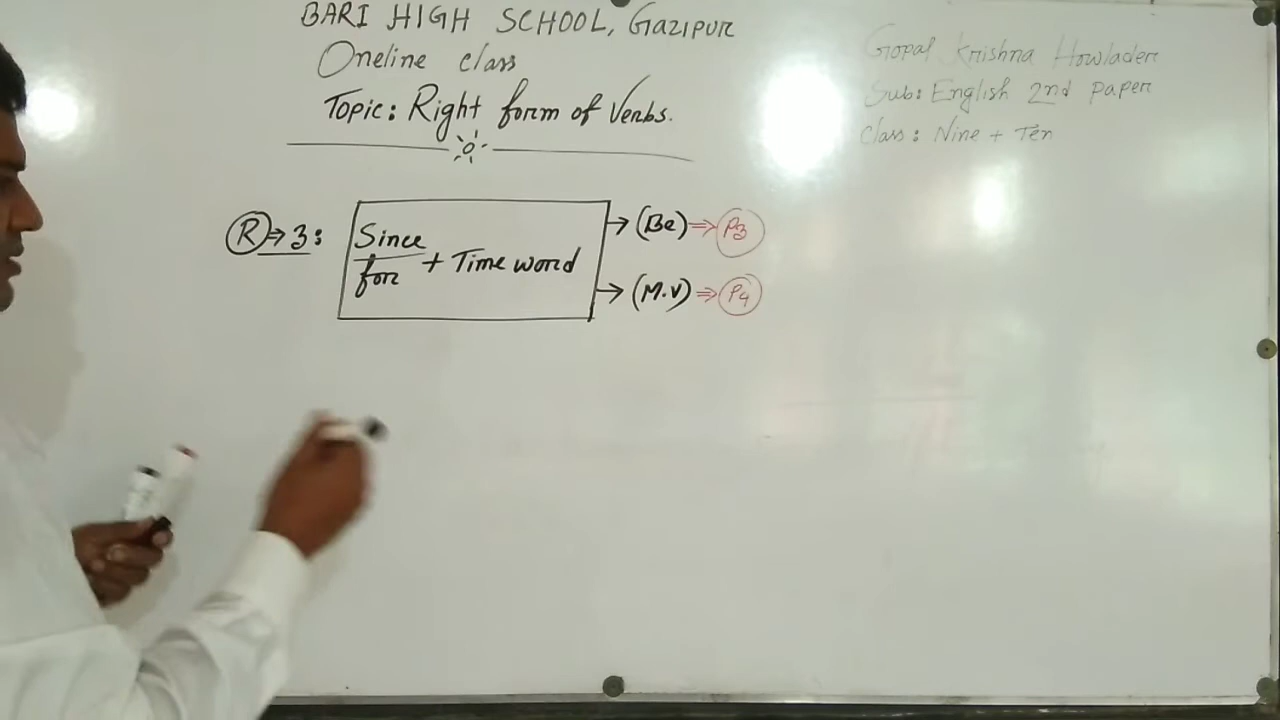 BARI HIGH SCHOOL, GAZIPUR
Oneline class
Topic: Right form of Verbs.
Gopal Krishna Howlader
Sub: English 2nd paper
Class: Nine + Ten
R ⇒ 3: Since / for + Time word
→ (Be) ⇒ P3
→ (M.V) ⇒ P4